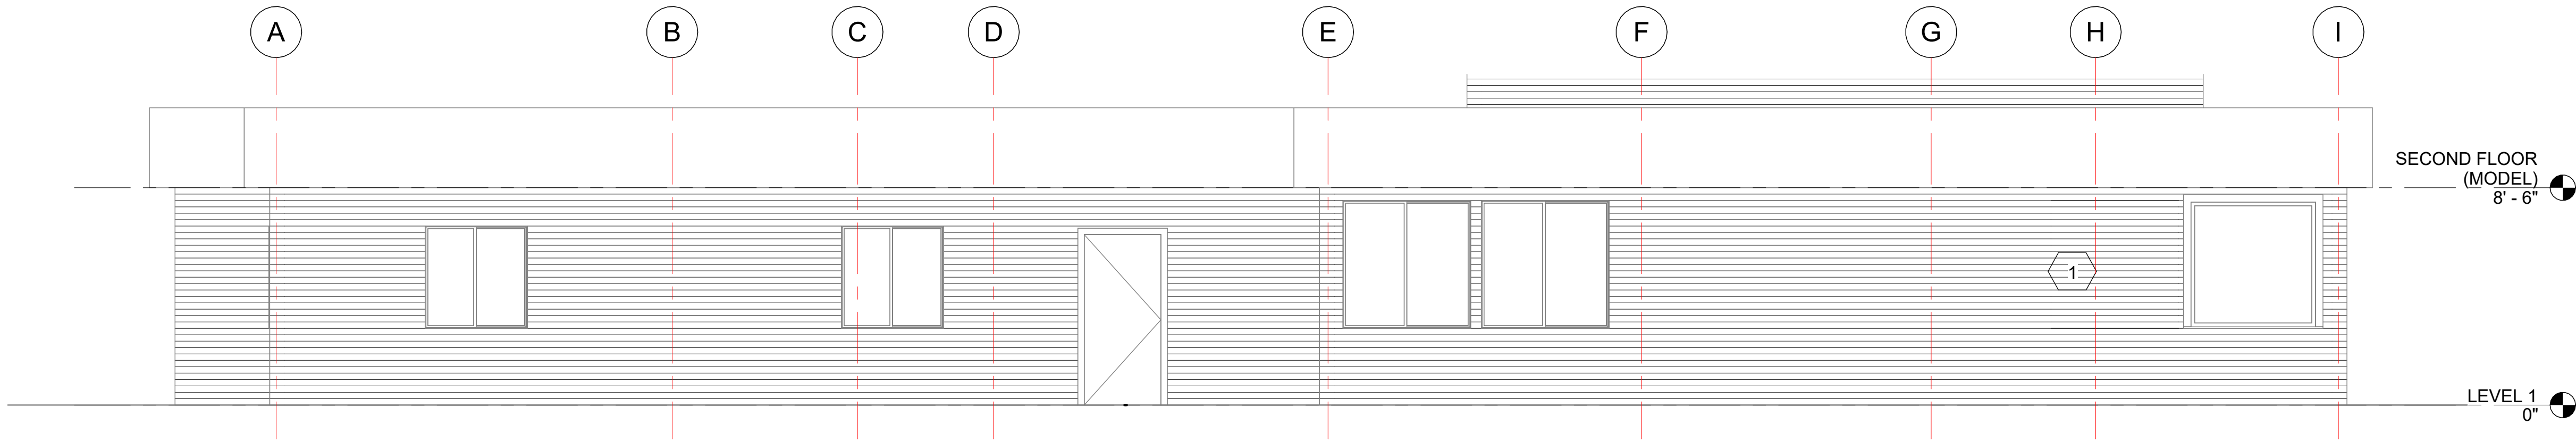 A B C D E F G H I
SECOND FLOOR
(MODEL)
8' - 6"
1
LEVEL 1
0"